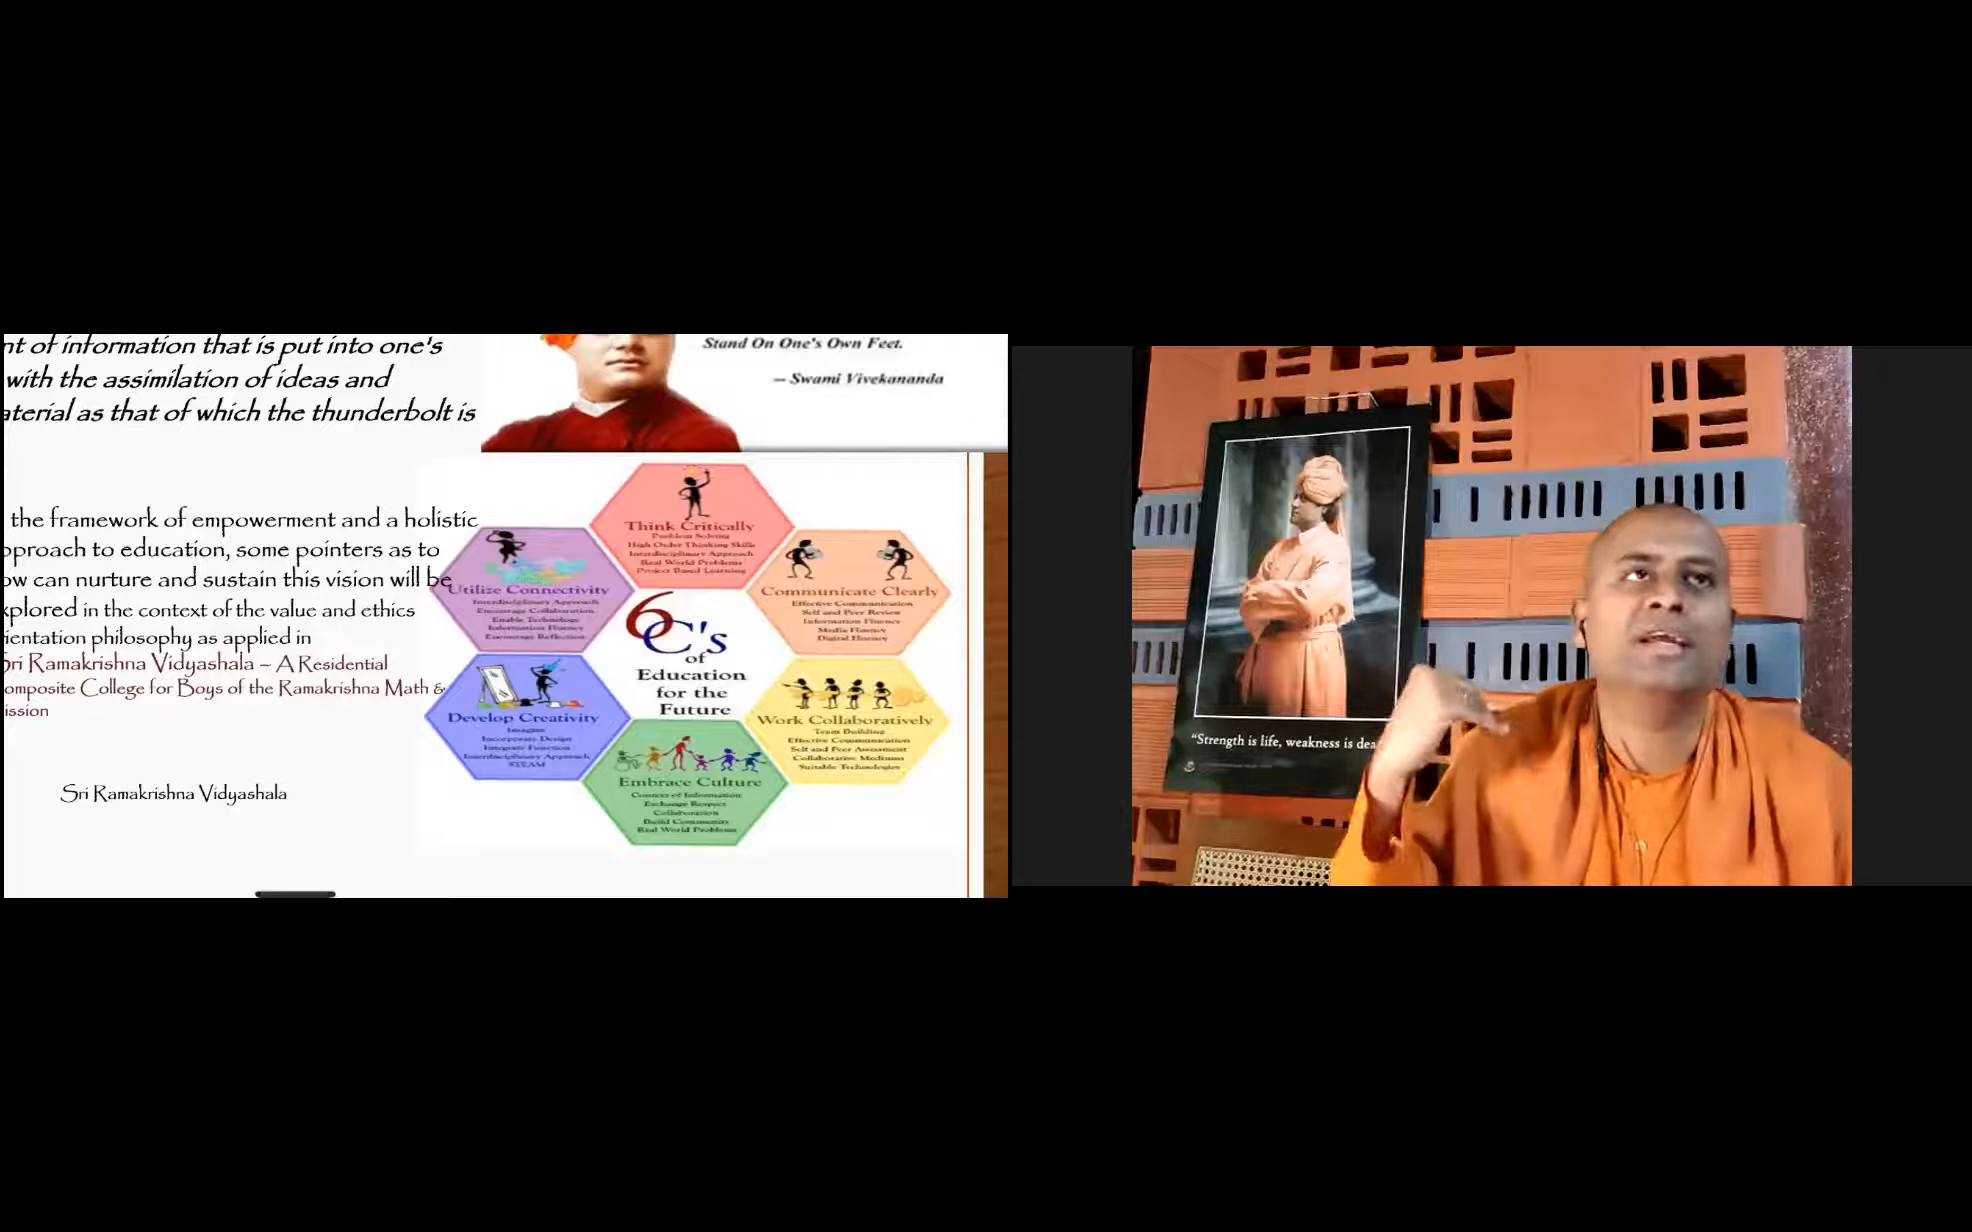 nt of information that is put into one's
with the assimilation of ideas and
aterial as that of which the thunderbolt is
Stand On One's Own Feet.
— Swami Vivekananda
the framework of empowerment and a holistic
pproach to education, some pointers as to
ow can nurture and sustain this vision will be
xplored in the context of the value and ethics
rientation philosophy as applied in
Sri Ramakrishna Vidyashala – A Residential
omposite College for Boys of the Ramakrishna Math &
ission
Sri Ramakrishna Vidyashala
Think Critically
Problem Solving
High Order Thinking Skills
Interdisciplinary Approach
Real World Problems
Project Based Learning
Utilize Connectivity
Interdisciplinary Approach
Encourage Collaboration
Enable Technology
Information Fluency
Encourage Reflection
Communicate Clearly
Effective Communication
Self and Peer Review
Information Fluency
Media Fluency
Digital Fluency
6
C's
of
Education
for the
Future
Develop Creativity
Imagine
Incorporate Design
Integrate Function
Interdisciplinary Approach
STEAM
Work Collaboratively
Team Building
Effective Communication
Self and Peer Assessment
Collaborative Mediums
Suitable Technologies
Embrace Culture
Context of Information
Exchange Respect
Collaboration
Build Community
Real World Problems
“Strength is life, weakness is dea